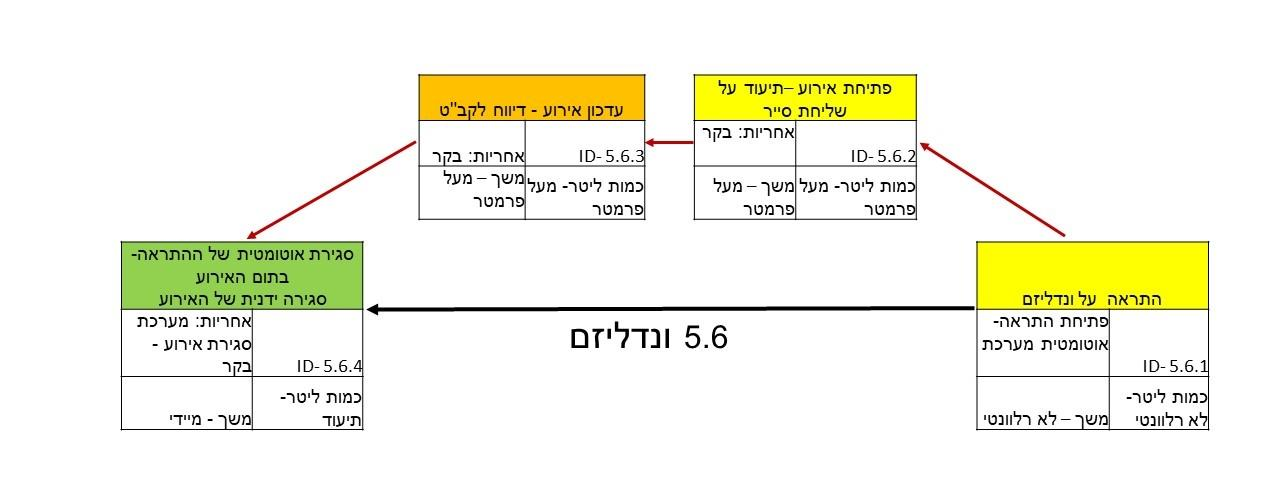 פתיחת אירוע –תיעוד על
שליחת סייר
אחריות: בקר
ID- 5.6.2
כמות ליטר- מעל
פרמטר
משך – מעל
פרמטר
עדכון אירוע - דיווח לקב"ט
ID- 5.6.3
אחריות: בקר
כמות ליטר- מעל
פרמטר
משך – מעל
פרמטר
התראה על ונדליזם
פתיחת התראה-
אוטומטית מערכת
ID- 5.6.1
כמות ליטר-
לא רלוונטי
משך – לא רלוונטי
5.6 ונדליזם
סגירת אוטומטית של ההתראה-
בתום האירוע
סגירה ידנית של האירוע
אחריות: מערכת
סגירת אירוע -
בקר
ID- 5.6.4
כמות ליטר-
תיעוד
משך - מיידי